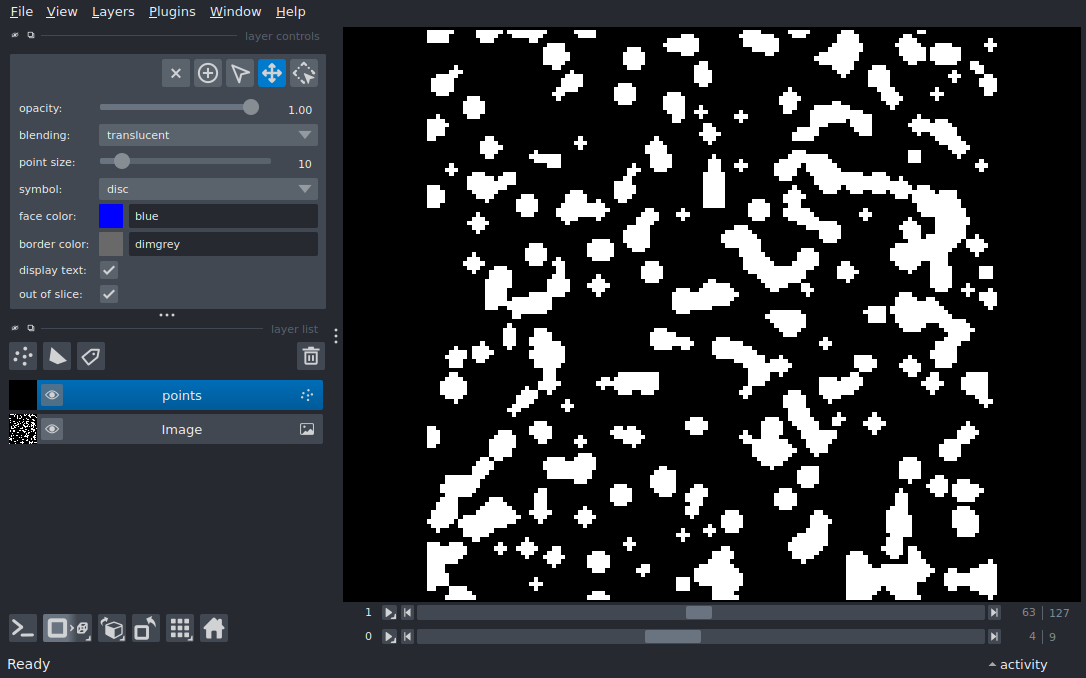 File View Layers Plugins Window Help
layer controls
opacity: 1.00
blending: translucent
point size: 10
symbol: disc
face color: blue
border color: dimgrey
display text:
out of slice:
layer list
points
Image
1 63 127
0 4 9
Ready activity